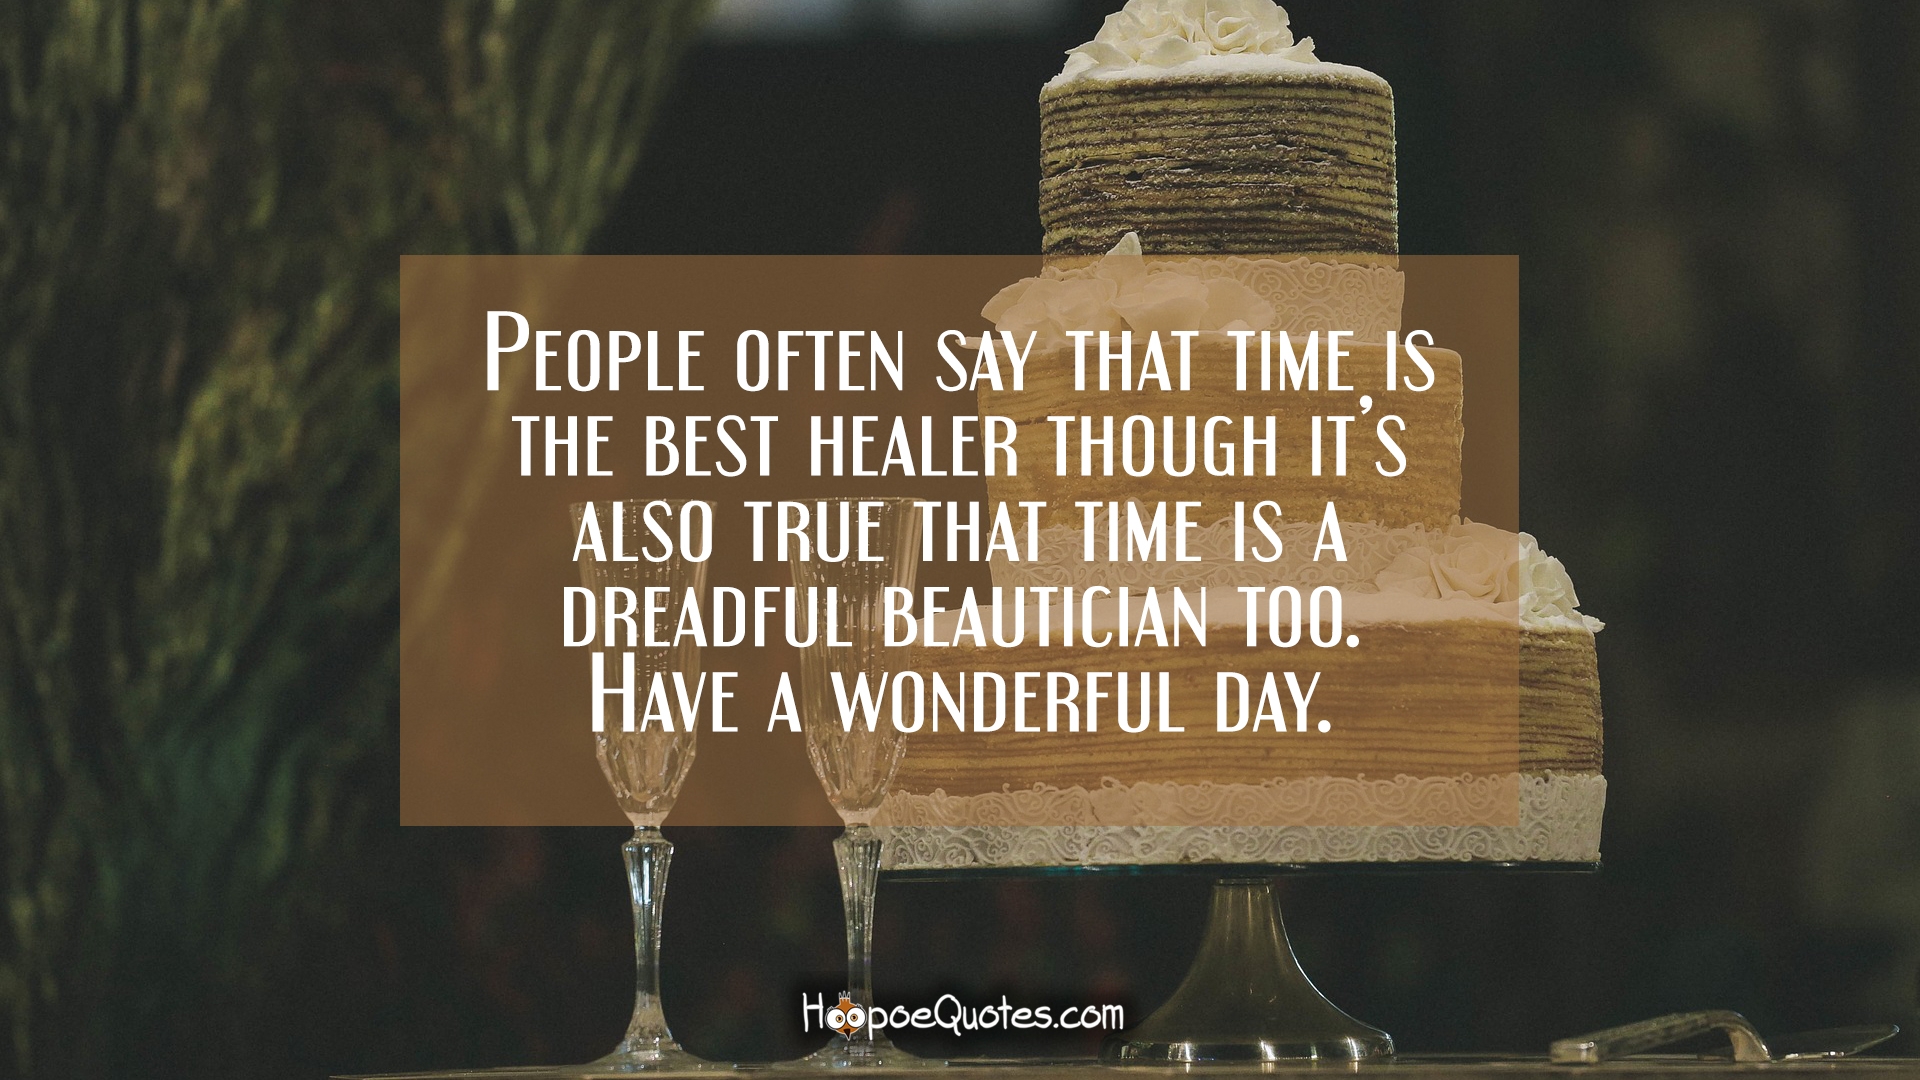 People often say that time is
the best healer though it's
also true that time is a
dreadful beautician too.
Have a wonderful day.
HoopoeQuotes.com